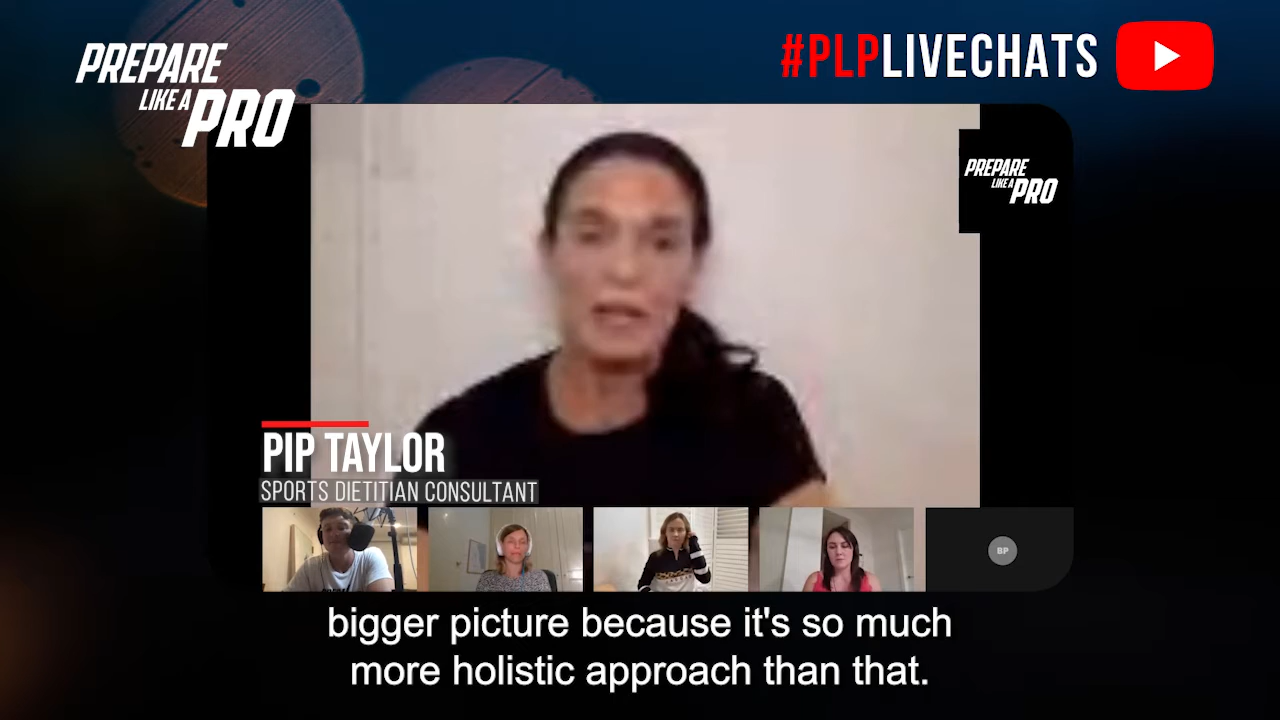 PREPARE
LIKE A
PRO
#PLPLIVECHATS
PREPARE
LIKE A
PRO
PIP TAYLOR
SPORTS DIETITIAN CONSULTANT
BP
bigger picture because it's so much
more holistic approach than that.